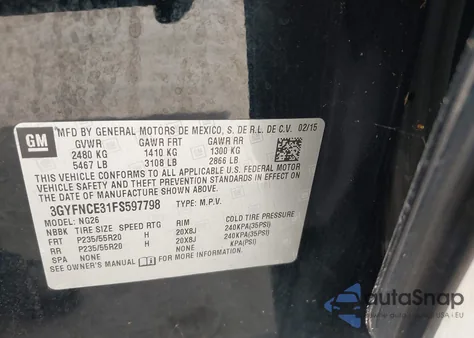 GM
MFD BY GENERAL MOTORS DE MEXICO, S. DE R.L. DE C.V. 02/15
GVWR GAWR FRT GAWR RR
2480 KG 1410 KG 1300 KG
5467 LB 3108 LB 2866 LB
THIS VEHICLE CONFORMS TO ALL APPLICABLE U.S. FEDERAL MOTOR
VEHICLE SAFETY, BUMPER, AND THEFT PREVENTION STANDARDS IN
EFFECT ON THE DATE OF MANUFACTURE SHOWN ABOVE.
3GYFNCE31FS597798 TYPE: M.P.V.
MODEL: NG26
NBBK TIRE SIZE SPEED RTG RIM COLD TIRE PRESSURE
FRT P235/55R20 H 20X8J 240KPA(35PSI)
RR P235/55R20 H 20X8J 240KPA(35PSI)
SPA NONE NONE KPA(PSI)
SEE OWNER'S MANUAL FOR ADDITIONAL INFORMATION.
autoSnap